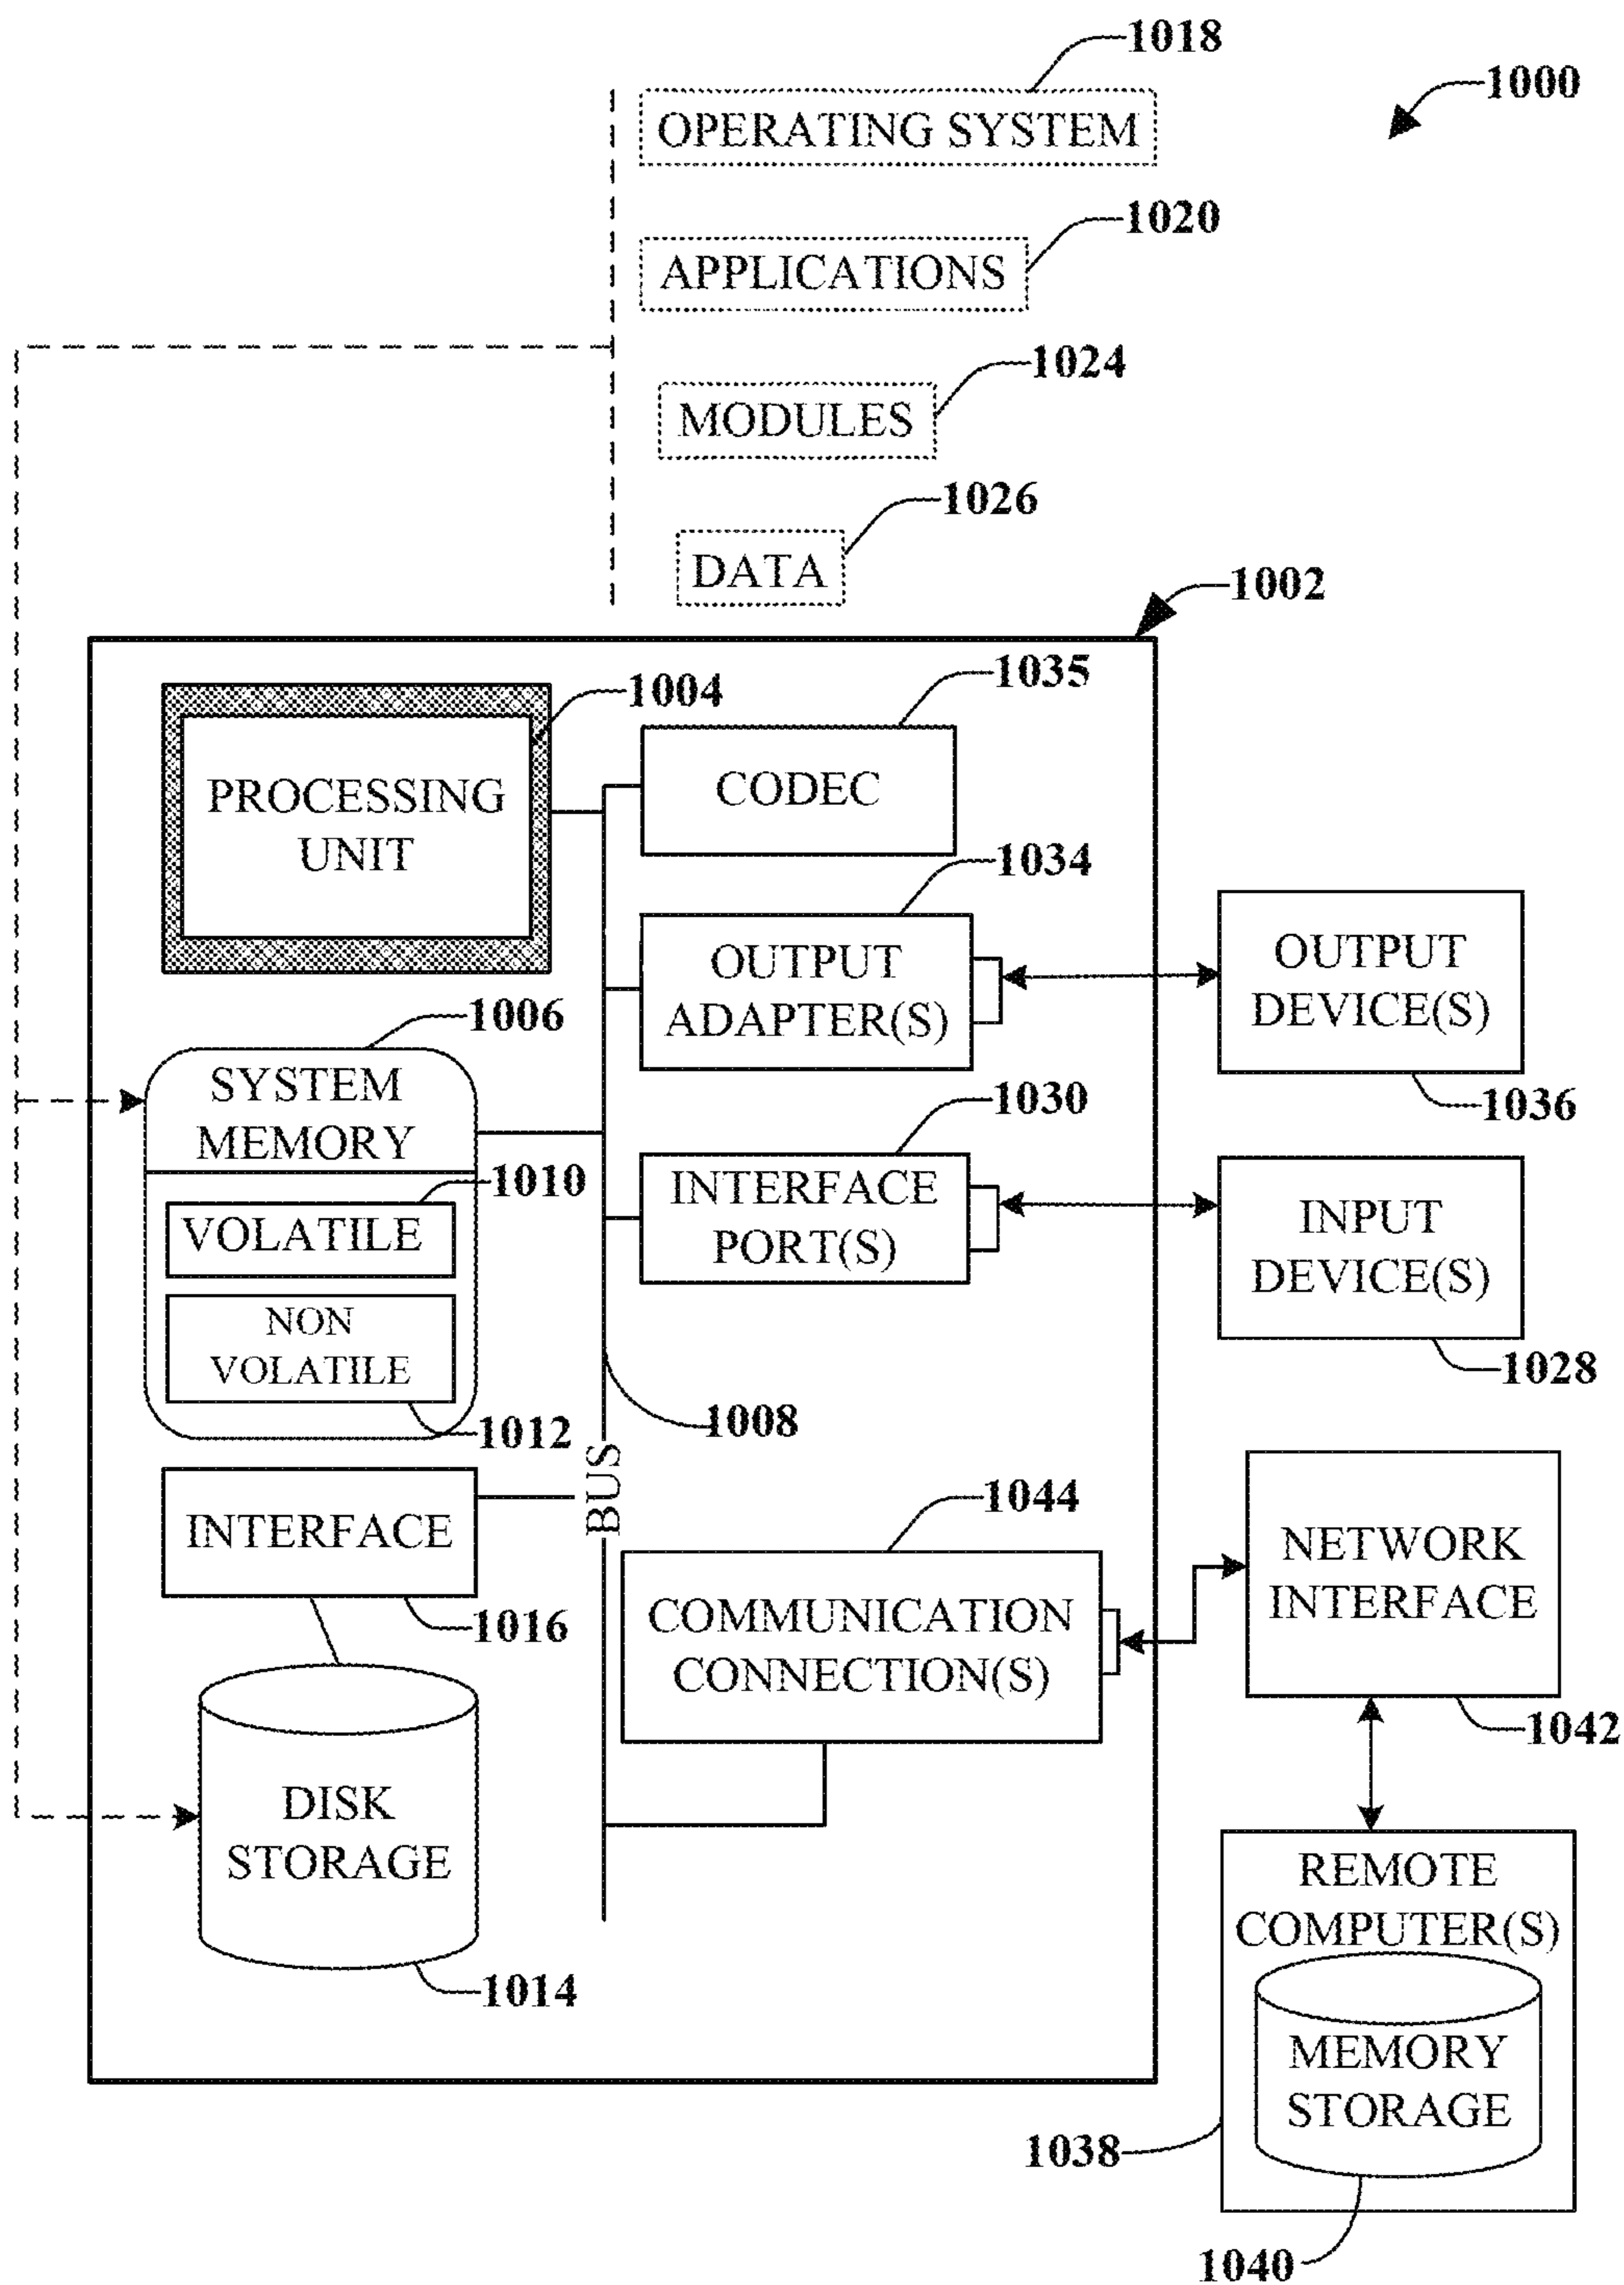 1018
1000
OPERATING SYSTEM
1020
APPLICATIONS
1024
MODULES
1026
DATA
1002
1035
1004
CODEC
PROCESSING
UNIT
1034
OUTPUT
ADAPTER(S)
OUTPUT
DEVICE(S)
1036
1006
SYSTEM
MEMORY
1010
VOLATILE
NON
VOLATILE
1012
1030
INTERFACE
PORT(S)
INPUT
DEVICE(S)
1028
1008
BUS
INTERFACE
1016
1044
COMMUNICATION
CONNECTION(S)
NETWORK
INTERFACE
1042
DISK
STORAGE
1014
REMOTE
COMPUTER(S)
MEMORY
STORAGE
1038
1040